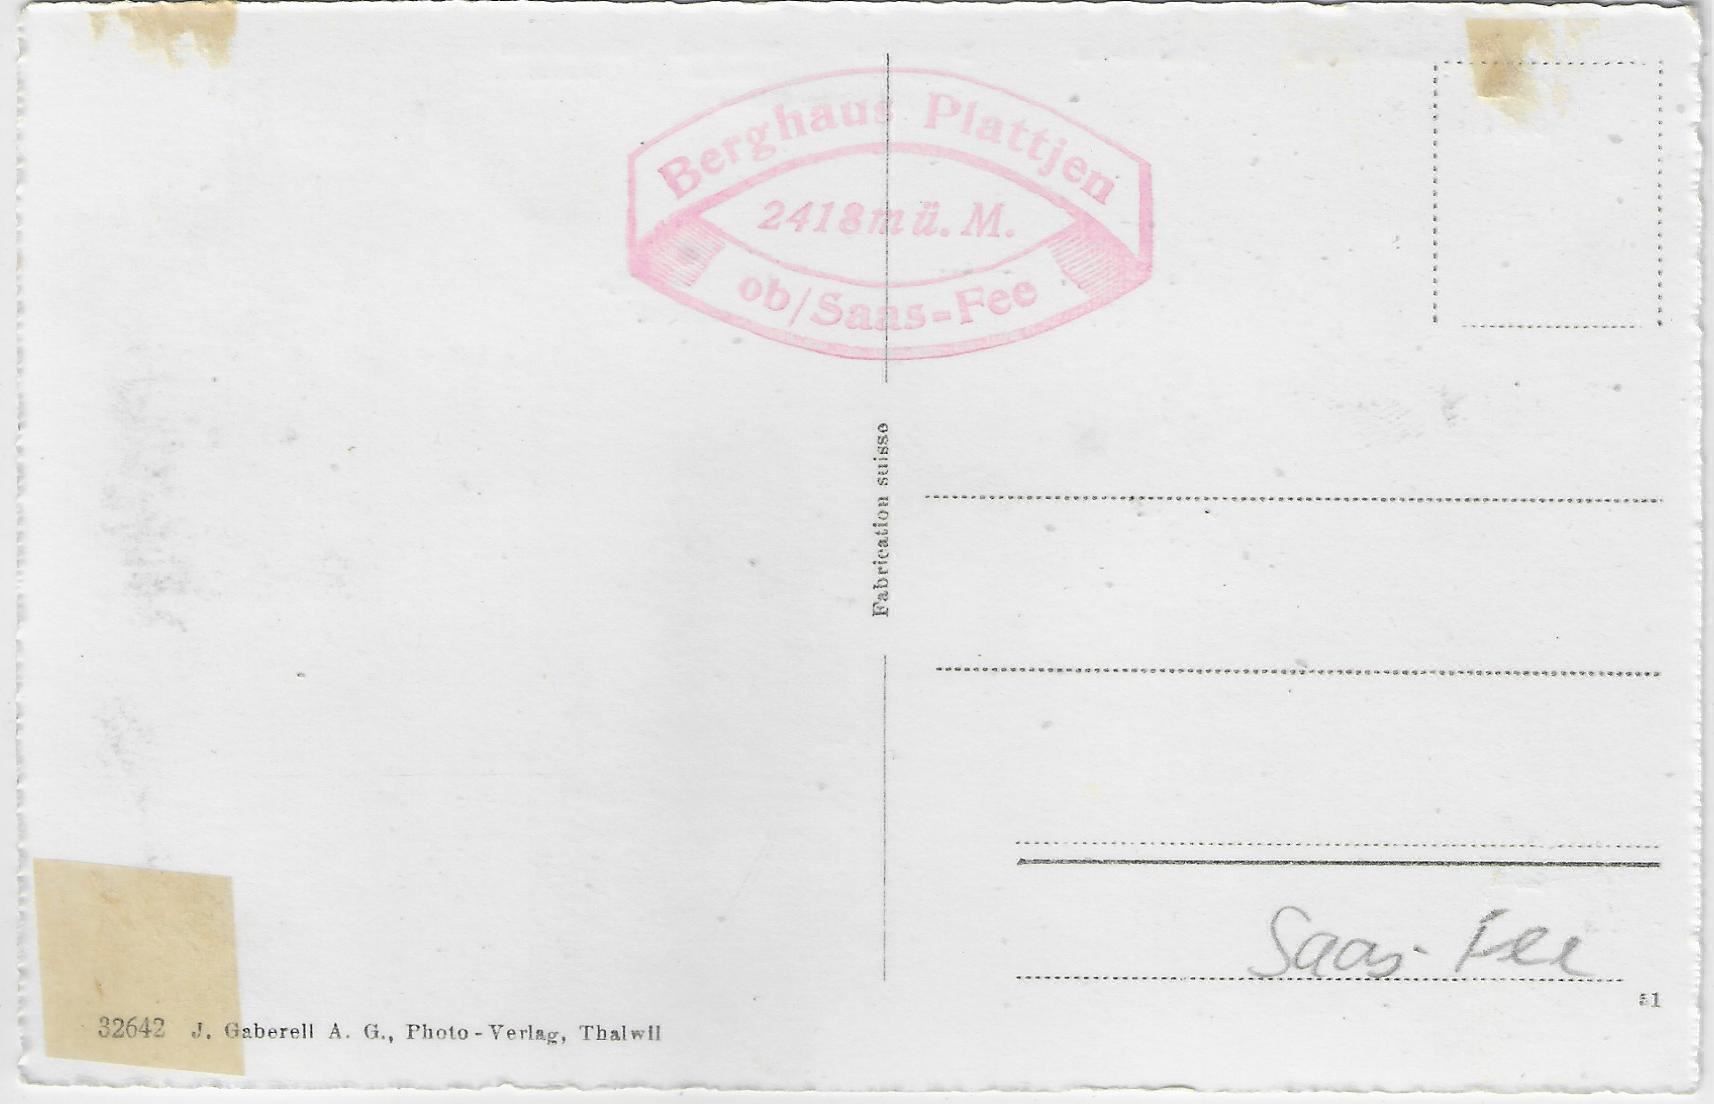 Berghaus Plattjen
2418 m ü. M.
ob/Saas-Fee
Fabrication suisse
Saas-Fee
51
32642 J. Gaberell A. G., Photo-Verlag, Thalwil